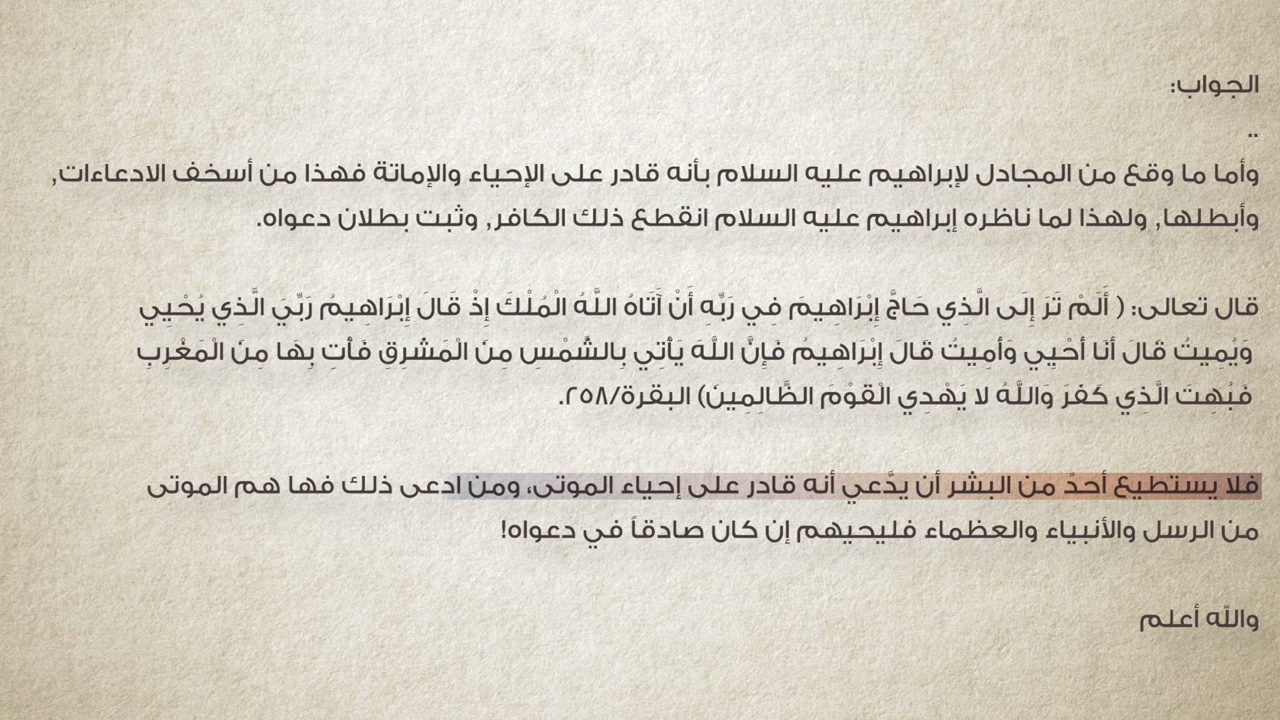 الجواب:
..
وأما ما وقع من المجادل لإبراهيم عليه السلام بأنه قادر على الإحياء والإماتة فهذا من أسخف الادعاءات,
وأبطلها, ولهذا لما ناظره إبراهيم عليه السلام انقطع ذلك الكافر, وثبت بطلان دعواه.
قال تعالى: ( أَلَمْ تَرَ إِلَى الَّذِي حَاجَّ إِبْرَاهِيمَ فِي رَبِّهِ أَنْ آَتَاهُ اللَّهُ الْمُلْكَ إِذْ قَالَ إِبْرَاهِيمُ رَبِّيَ الَّذِي يُحْيِي
وَيُمِيتُ قَالَ أَنَا أُحْيِي وَأُمِيتُ قَالَ إِبْرَاهِيمُ فَإِنَّ اللَّهَ يَأْتِي بِالشَّمْسِ مِنَ الْمَشْرِقِ فَأْتِ بِهَا مِنَ الْمَغْرِبِ
فَبُهِتَ الَّذِي كَفَرَ وَاللَّهُ لا يَهْدِي الْقَوْمَ الظَّالِمِينَ) البقرة/٢٥٨.
فلا يستطيع أحدٌ من البشر أن يدَّعي أنه قادر على إحياء الموتى، ومن ادعى ذلك فها هم الموتى
من الرسل والأنبياء والعظماء فليحيهم إن كان صادقاً في دعواه!
واللّه أعلم